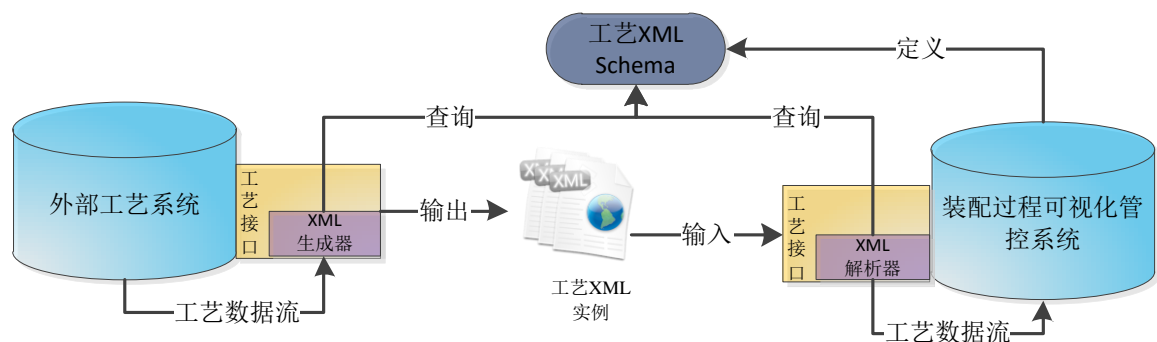 工艺XML
Schema
定义
查询
查询
外部工艺系统
工艺接口
XML
生成器
输出
X
X
XML
工艺XML
实例
输入
工艺接口
XML
解析器
装配过程可视化管
控系统
工艺数据流
工艺数据流